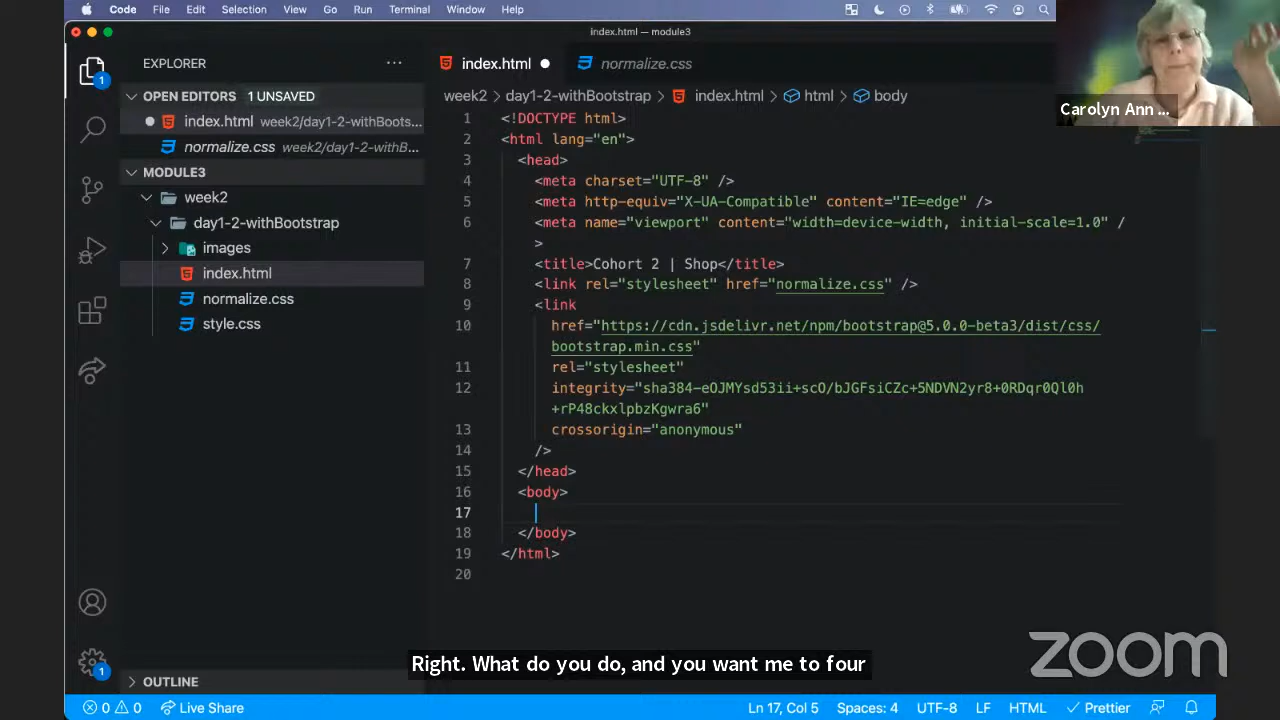 Code File Edit Selection View Go Run Terminal Window Help
index.html — module3
EXPLORER
index.html
normalize.css
OPEN EDITORS 1 UNSAVED
week2 > day1-2-withBootstrap > index.html > html > body
index.html week2/day1-2-withBoots...
normalize.css week2/day1-2-withB...
MODULE3
week2
day1-2-withBootstrap
images
index.html
normalize.css
style.css
OUTLINE
1 <!DOCTYPE html>
2 <html lang="en">
3 <head>
4 <meta charset="UTF-8" />
5 <meta http-equiv="X-UA-Compatible" content="IE=edge" />
6 <meta name="viewport" content="width=device-width, initial-scale=1.0" /
>
7 <title>Cohort 2 | Shop</title>
8 <link rel="stylesheet" href="normalize.css" />
9 <link
10 href="https://cdn.jsdelivr.net/npm/bootstrap@5.0.0-beta3/dist/css/
bootstrap.min.css"
11 rel="stylesheet"
12 integrity="sha384-eOJMYsd53ii+scO/bJGFsiCZc+5NDVN2yr8+0RDqr0Ql0h
+rP48ckxlpbzKgwra6"
13 crossorigin="anonymous"
14 />
15 </head>
16 <body>
17
18 </body>
19 </html>
20
Carolyn Ann ...
1
1
Right. What do you do, and you want me to four
zoom
0 0 Live Share
Ln 17, Col 5 Spaces: 4 UTF-8 LF HTML Prettier